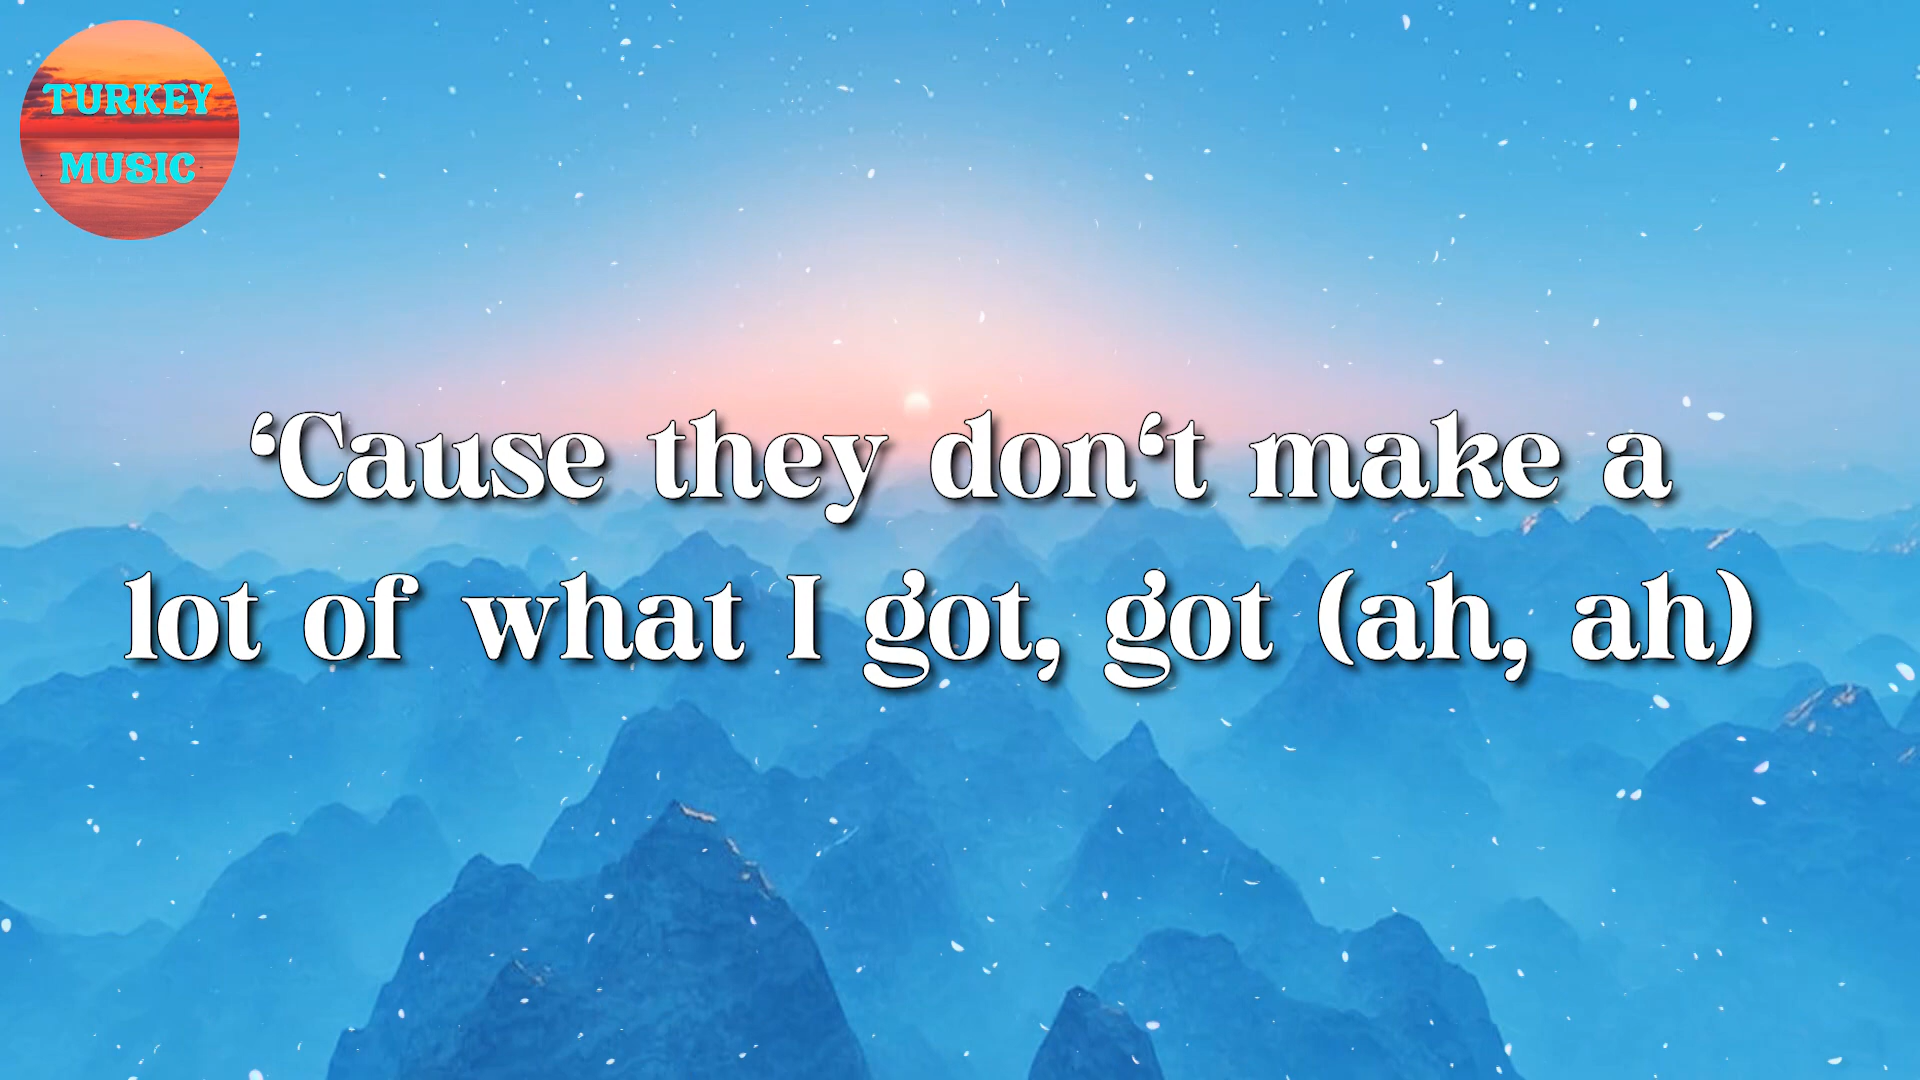 TURKEY
MUSIC
‘Cause they don‘t make a
lot of what I got, got (ah, ah)